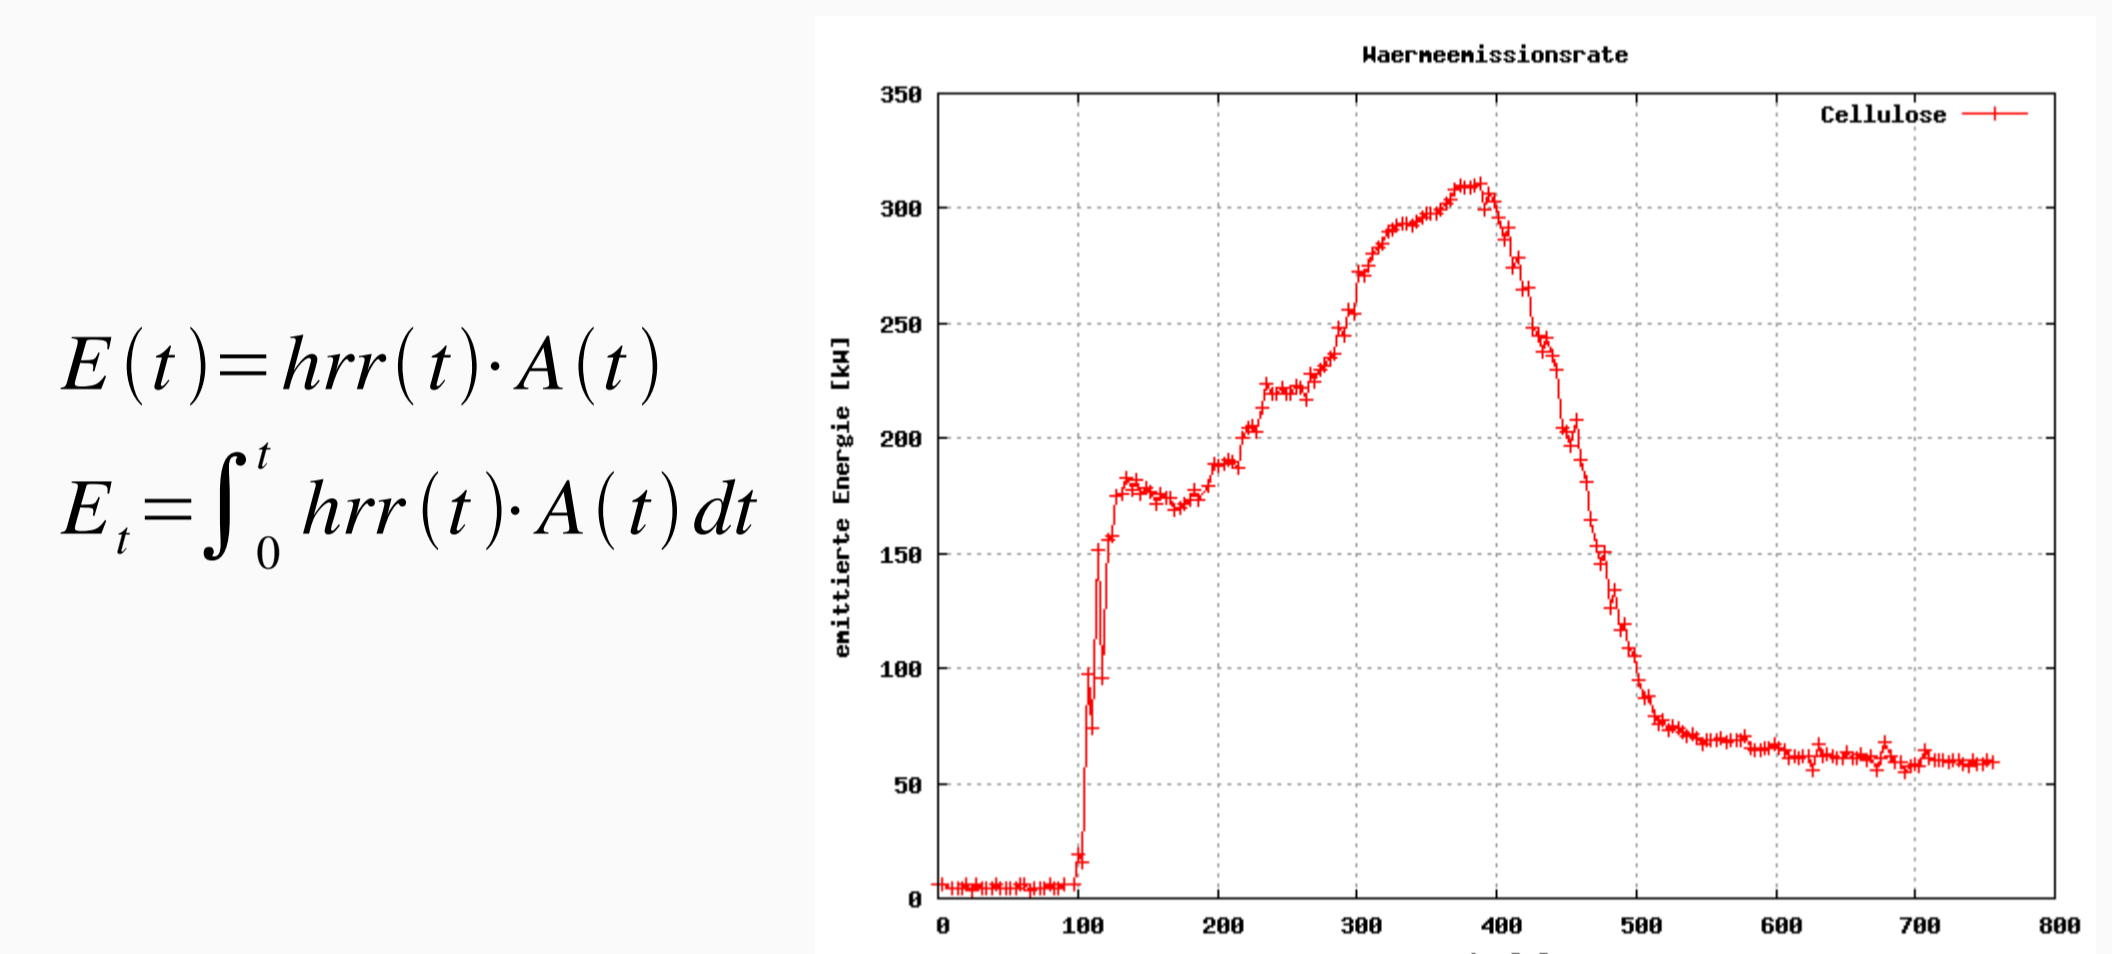 E(t)=hrr(t)·A(t)
E_t=∫_0^t hrr(t)·A(t)dt
Waermeemissionsrate
Cellulose
emittierte Energie [kW]
350
300
250
200
150
100
50
0
0 100 200 300 400 500 600 700 800